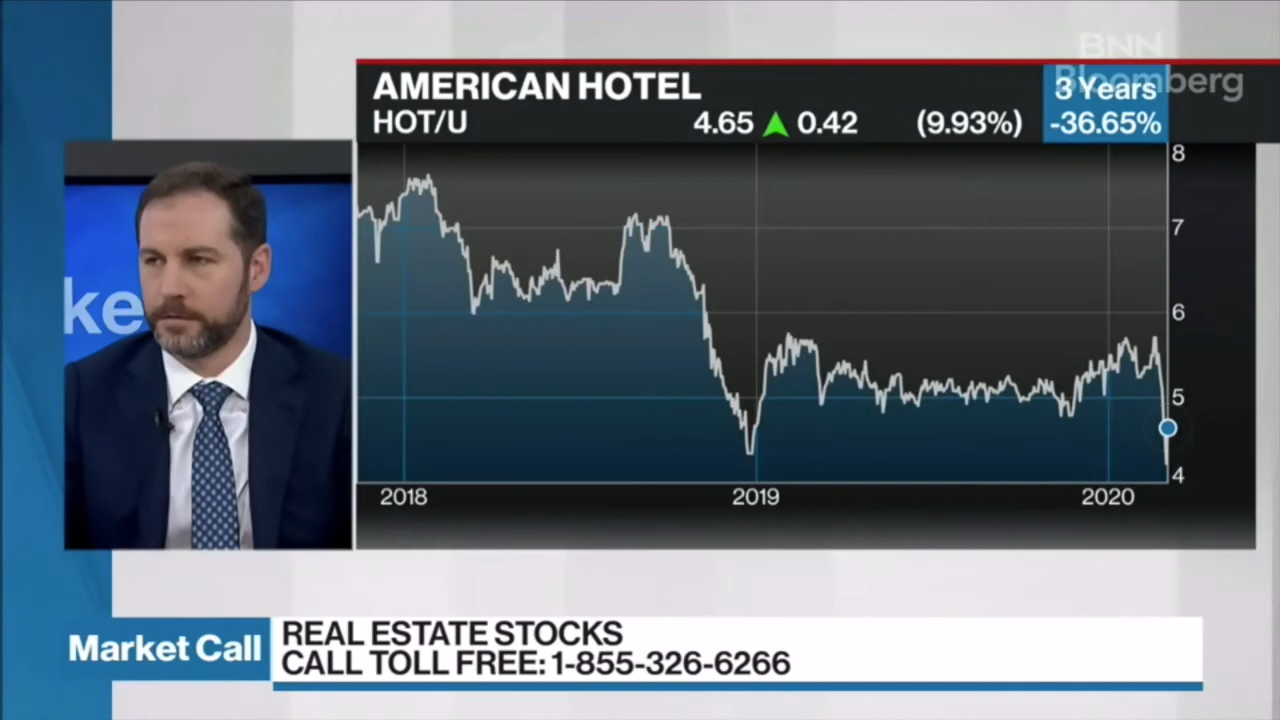 BNN
Bloomberg
AMERICAN HOTEL
HOT/U 4.65 0.42 (9.93%)
3 Years
-36.65%
8
7
6
5
4
2018 2019 2020
ke
Market Call
REAL ESTATE STOCKS
CALL TOLL FREE: 1-855-326-6266